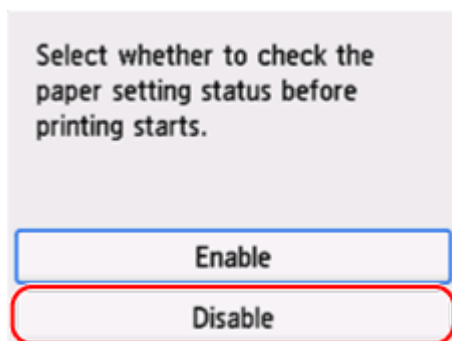 Select whether to check the
paper setting status before
printing starts.
Enable
Disable